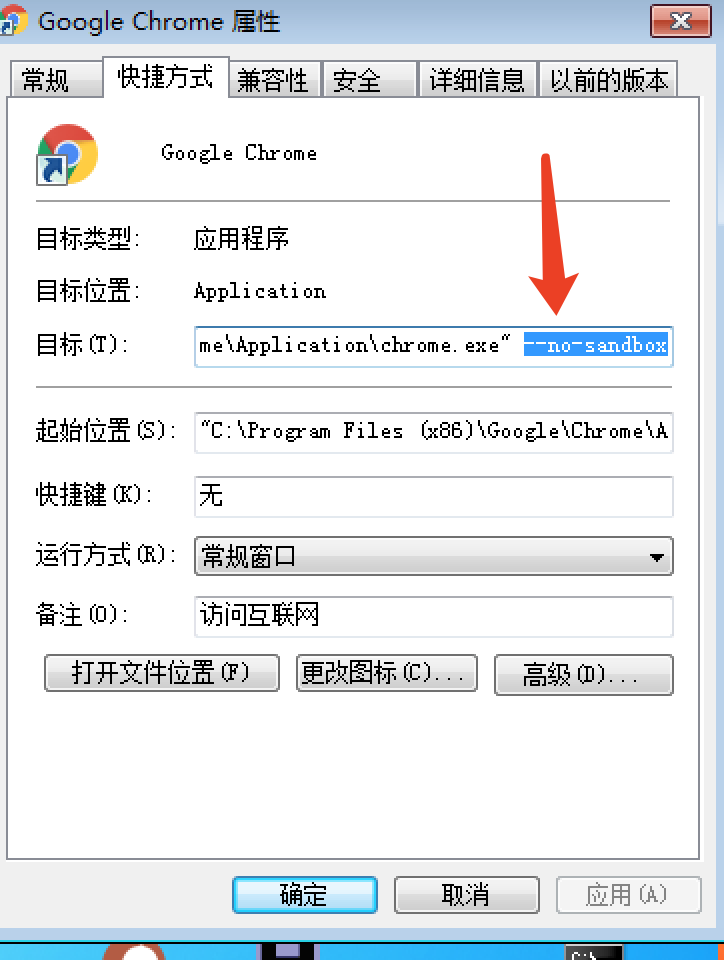 Google Chrome 属性
常规 快捷方式 兼容性 安全 详细信息 以前的版本
Google Chrome
目标类型: 应用程序
目标位置: Application
目标(T): me\Application\chrome.exe" --no-sandbox
起始位置(S): "C:\Program Files (x86)\Google\Chrome\A
快捷键(K): 无
运行方式(R): 常规窗口
备注(O): 访问互联网
打开文件位置(F) 更改图标(C)... 高级(D)...
确定 取消 应用(A)